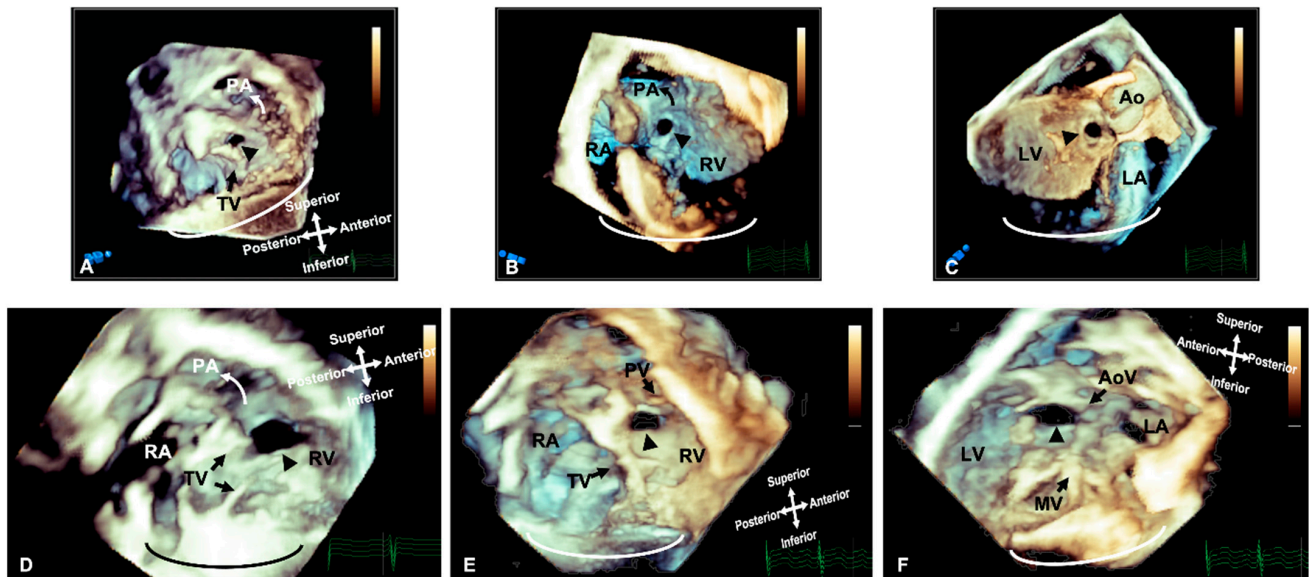 PA
TV
Superior
Posterior
Anterior
Inferior
A
PA
RA
RV
B
Ao
LV
LA
C
PA
RA
TV
RV
Superior
Posterior
Anterior
Inferior
D
PV
RA
RV
TV
Superior
Posterior
Anterior
Inferior
E
AoV
LA
LV
MV
Superior
Anterior
Posterior
Inferior
F